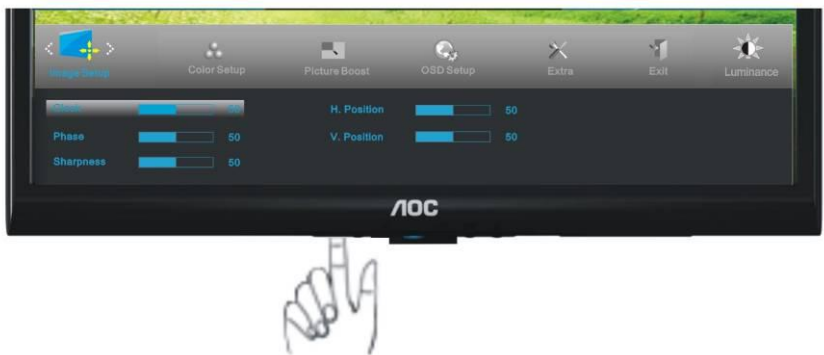 Image Setup
Color Setup
Picture Boost
OSD Setup
Extra
Exit
Luminance
Clock 50 H. Position 50
Phase 50 V. Position 50
Sharpness 50
AOC